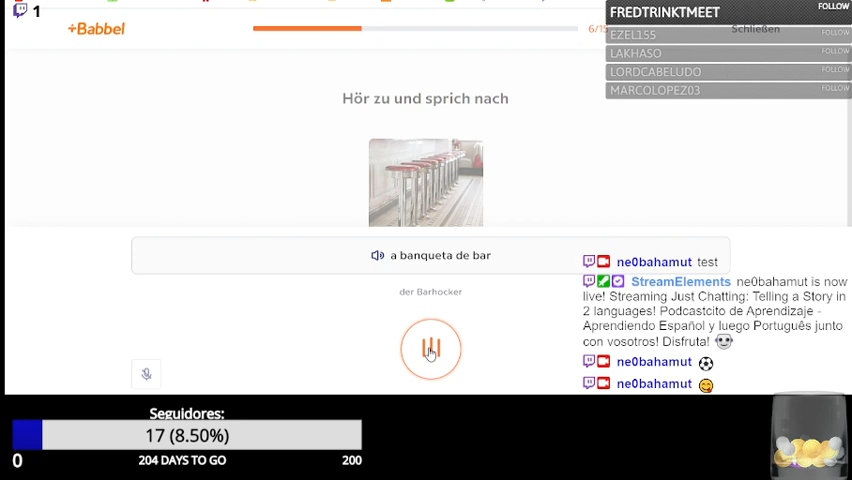 1
+Babbel
6/15
Schließen
FREDTRINKTMEET FOLLOW
EZEL155 FOLLOW
LAKHASO FOLLOW
LORDCABELUDO FOLLOW
MARCOLOPEZ03 FOLLOW
Hör zu und sprich nach
a banqueta de bar
der Barhocker
ne0bahamut test
StreamElements ne0bahamut is now
live! Streaming Just Chatting: Telling a Story in
2 languages! Podcastcito de Aprendizaje -
Aprendiendo Español y luego Português junto
con vosotros! Disfruta!
ne0bahamut
ne0bahamut
Seguidores:
17 (8.50%)
0 204 DAYS TO GO 200